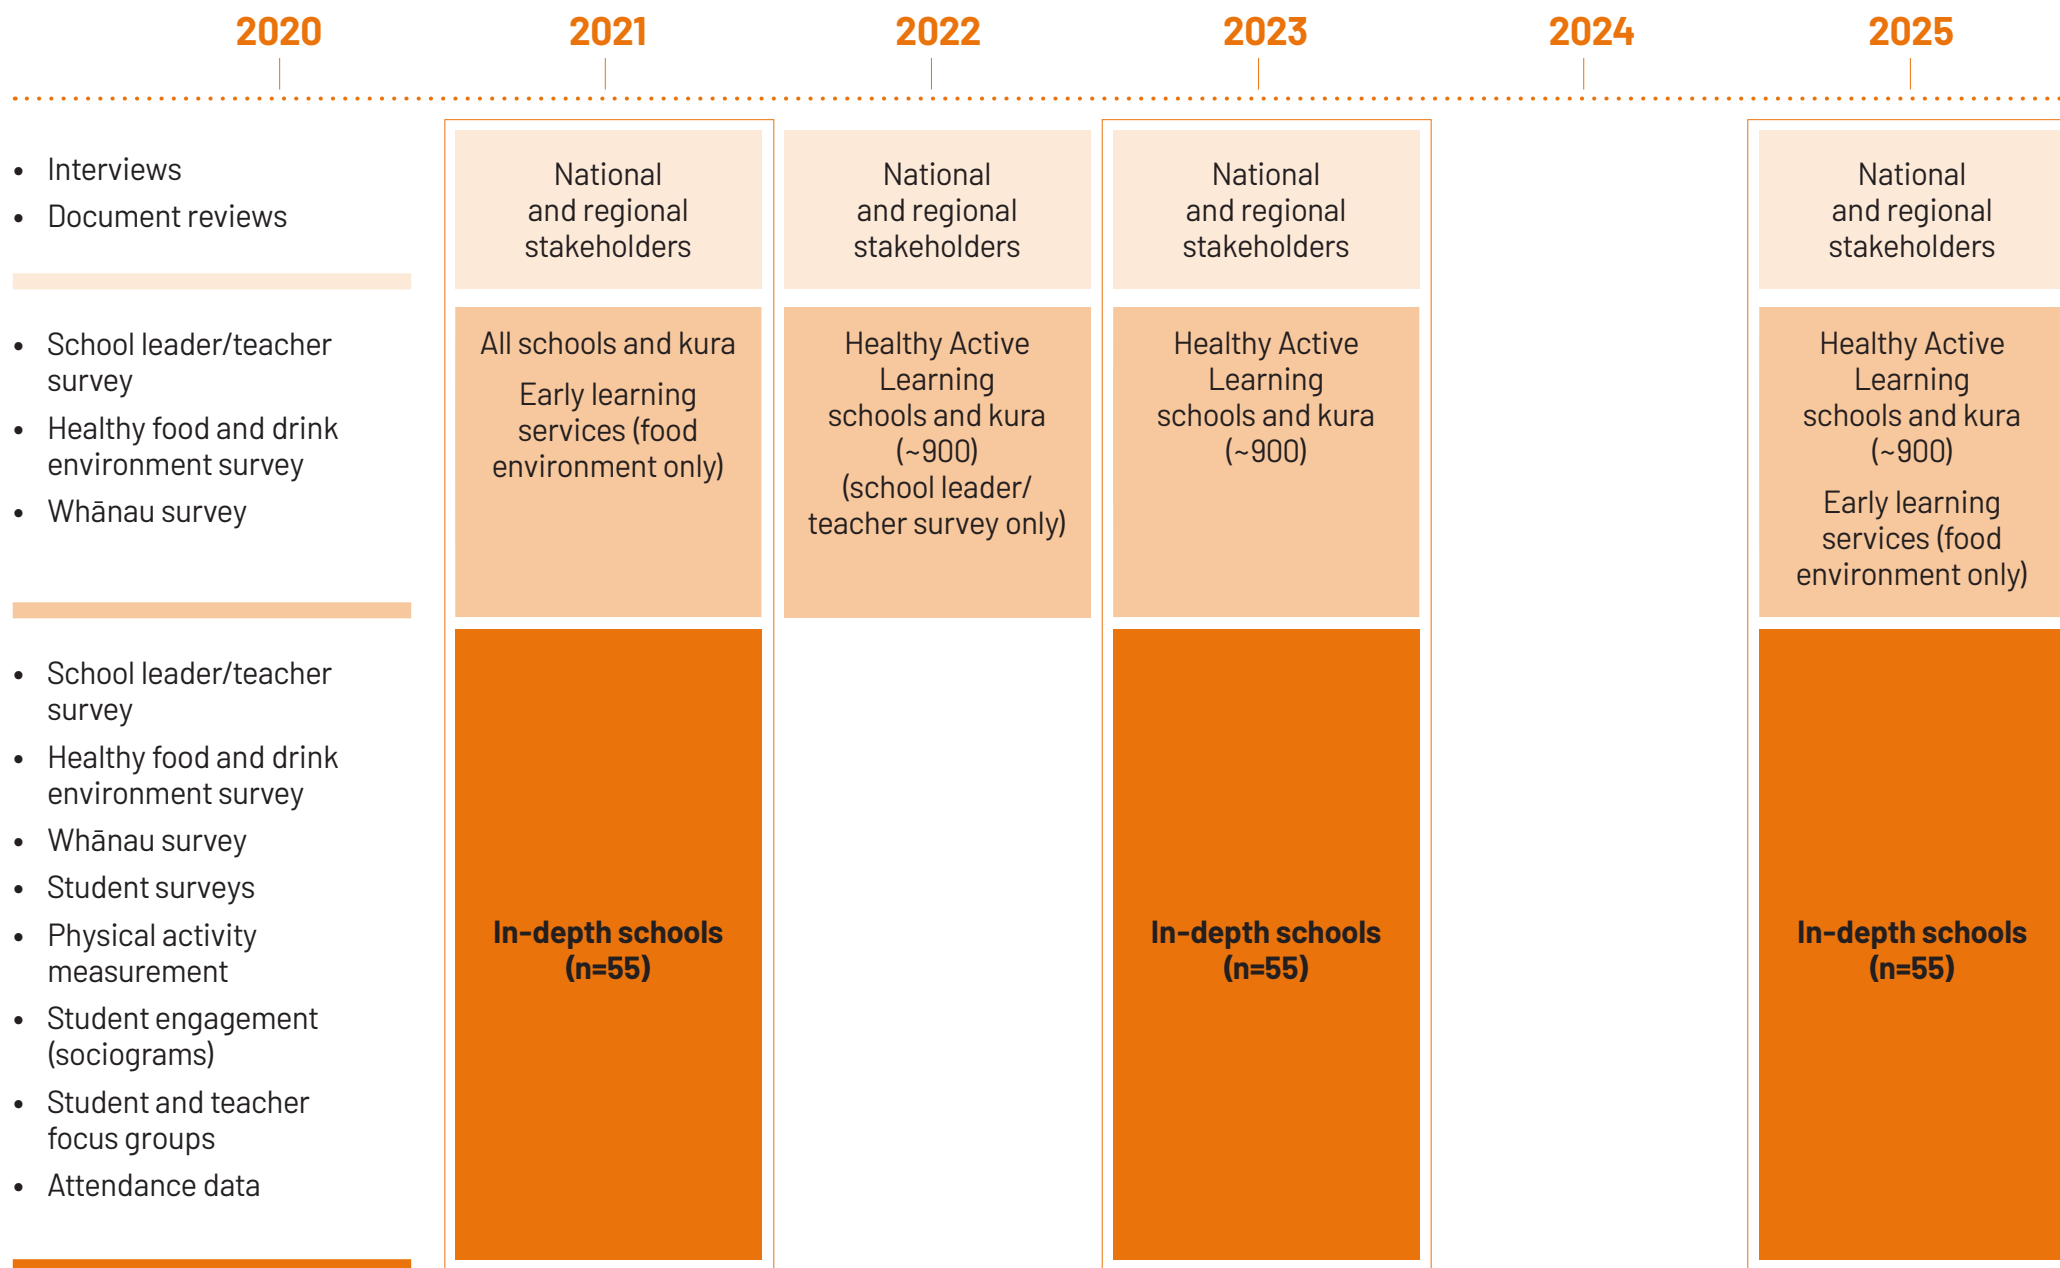 2020 2021 2022 2023 2024 2025
• Interviews
• Document reviews
National
and regional
stakeholders
National
and regional
stakeholders
National
and regional
stakeholders
National
and regional
stakeholders
• School leader/teacher
survey
• Healthy food and drink
environment survey
• Whānau survey
All schools and kura
Early learning
services (food
environment only)
Healthy Active
Learning
schools and kura
(~900)
(school leader/
teacher survey only)
Healthy Active
Learning
schools and kura
(~900)
Healthy Active
Learning
schools and kura
(~900)
Early learning
services (food
environment only)
• School leader/teacher
survey
• Healthy food and drink
environment survey
• Whānau survey
• Student surveys
• Physical activity
measurement
• Student engagement
(sociograms)
• Student and teacher
focus groups
• Attendance data
In-depth schools
(n=55)
In-depth schools
(n=55)
In-depth schools
(n=55)